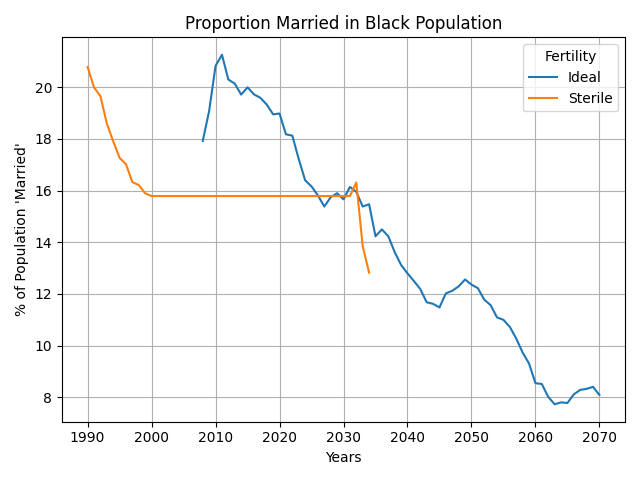 Proportion Married in Black Population
% of Population 'Married'
20
18
16
14
12
10
8
Fertility
Ideal
Sterile
1990 2000 2010 2020 2030 2040 2050 2060 2070
Years